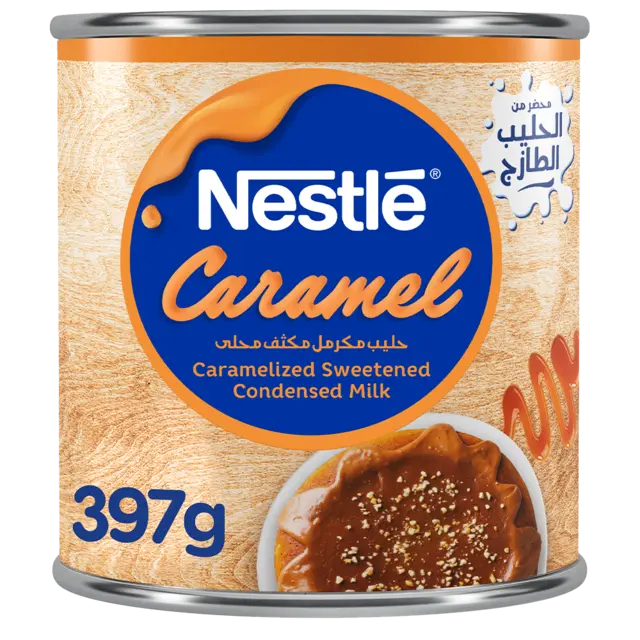 محضر من
الحليب
الطازج
Nestlé®
Caramel
حليب مكرمل مكثف محلى
Caramelized Sweetened
Condensed Milk
397g